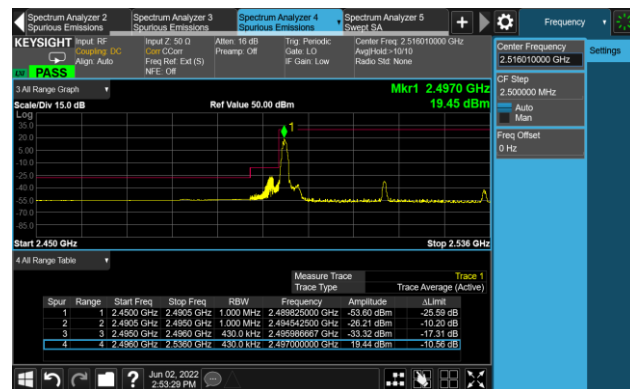 Spectrum Analyzer 2
Spurious Emissions
Spectrum Analyzer 3
Spurious Emissions
Spectrum Analyzer 4
Spurious Emissions
Spectrum Analyzer 5
Swept SA
Frequency
KEYSIGHT
Input: RF
Coupling: DC
Align: Auto
Input Z: 50 Ω
Corr CCorr
Freq Ref: Ext (S)
NFE: Off
Atten: 16 dB
Preamp: Off
Trig: Periodic
Gate: LO
IF Gain: Low
Center Freq: 2.516010000 GHz
Avg|Hold:>10/10
Radio Std: None
PASS
Center Frequency
2.516010000 GHz
Settings
CF Step
2.500000 MHz
Auto
Man
Freq Offset
0 Hz
3 All Range Graph
Mkr1 2.4970 GHz
Scale/Div 15.0 dB
Ref Value 50.00 dBm
19.45 dBm
Log
35.0
20.0
5.00
-10.0
-25.0
-40.0
-55.0
-70.0
-85.0
1
Start 2.450 GHz
Stop 2.536 GHz
4 All Range Table
Measure Trace Trace 1
Trace Type Trace Average (Active)
Spur Range Start Freq Stop Freq RBW Frequency Amplitude ΔLimit
1 1 2.4500 GHz 2.4905 GHz 1.000 MHz 2.489825000 GHz -53.60 dBm -25.59 dB
2 2 2.4905 GHz 2.4950 GHz 1.000 MHz 2.494542500 GHz -26.21 dBm -10.20 dB
3 3 2.4950 GHz 2.4960 GHz 430.0 kHz 2.495986667 GHz -33.32 dBm -17.31 dB
4 4 2.4960 GHz 2.5360 GHz 430.0 kHz 2.497000000 GHz 19.44 dBm -10.56 dB
Jun 02, 2022
2:53:29 PM